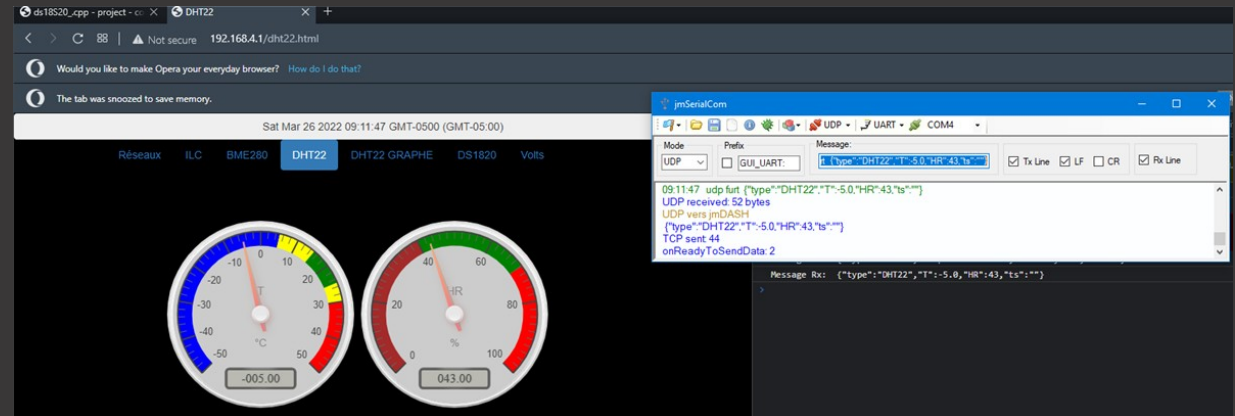 ds18S20_.cpp - project - cc
DHT22
Not secure 192.168.4.1/dht22.html
Would you like to make Opera your everyday browser? How do I do that?
The tab was snoozed to save memory.
Sat Mar 26 2022 09:11:47 GMT-0500 (GMT-05:00)
Réseaux ILC BME280 DHT22 DHT22 GRAPHE DS1820 Volts
-50 -40 -30 -20 -10 0 10 20 30 40 50
T
°C
-005.00
0 20 40 60 80 100
HR
%
043.00
jmSerialCom
UDP UART COM4
Mode Prefix Message:
UDP GUI_UART: {"type":"DHT22","T":-5.0,"HR":43,"ts":""} Tx Line LF CR Rx Line
09:11:47 udp furt {"type":"DHT22","T":-5.0,"HR":43,"ts":""}
UDP received: 52 bytes
UDP vers jmDASH
{"type":"DHT22","T":-5.0,"HR":43,"ts":""}
TCP sent: 44
onReadyToSendData: 2
Message Rx: {"type":"DHT22","T":-5.0,"HR":43,"ts":""}